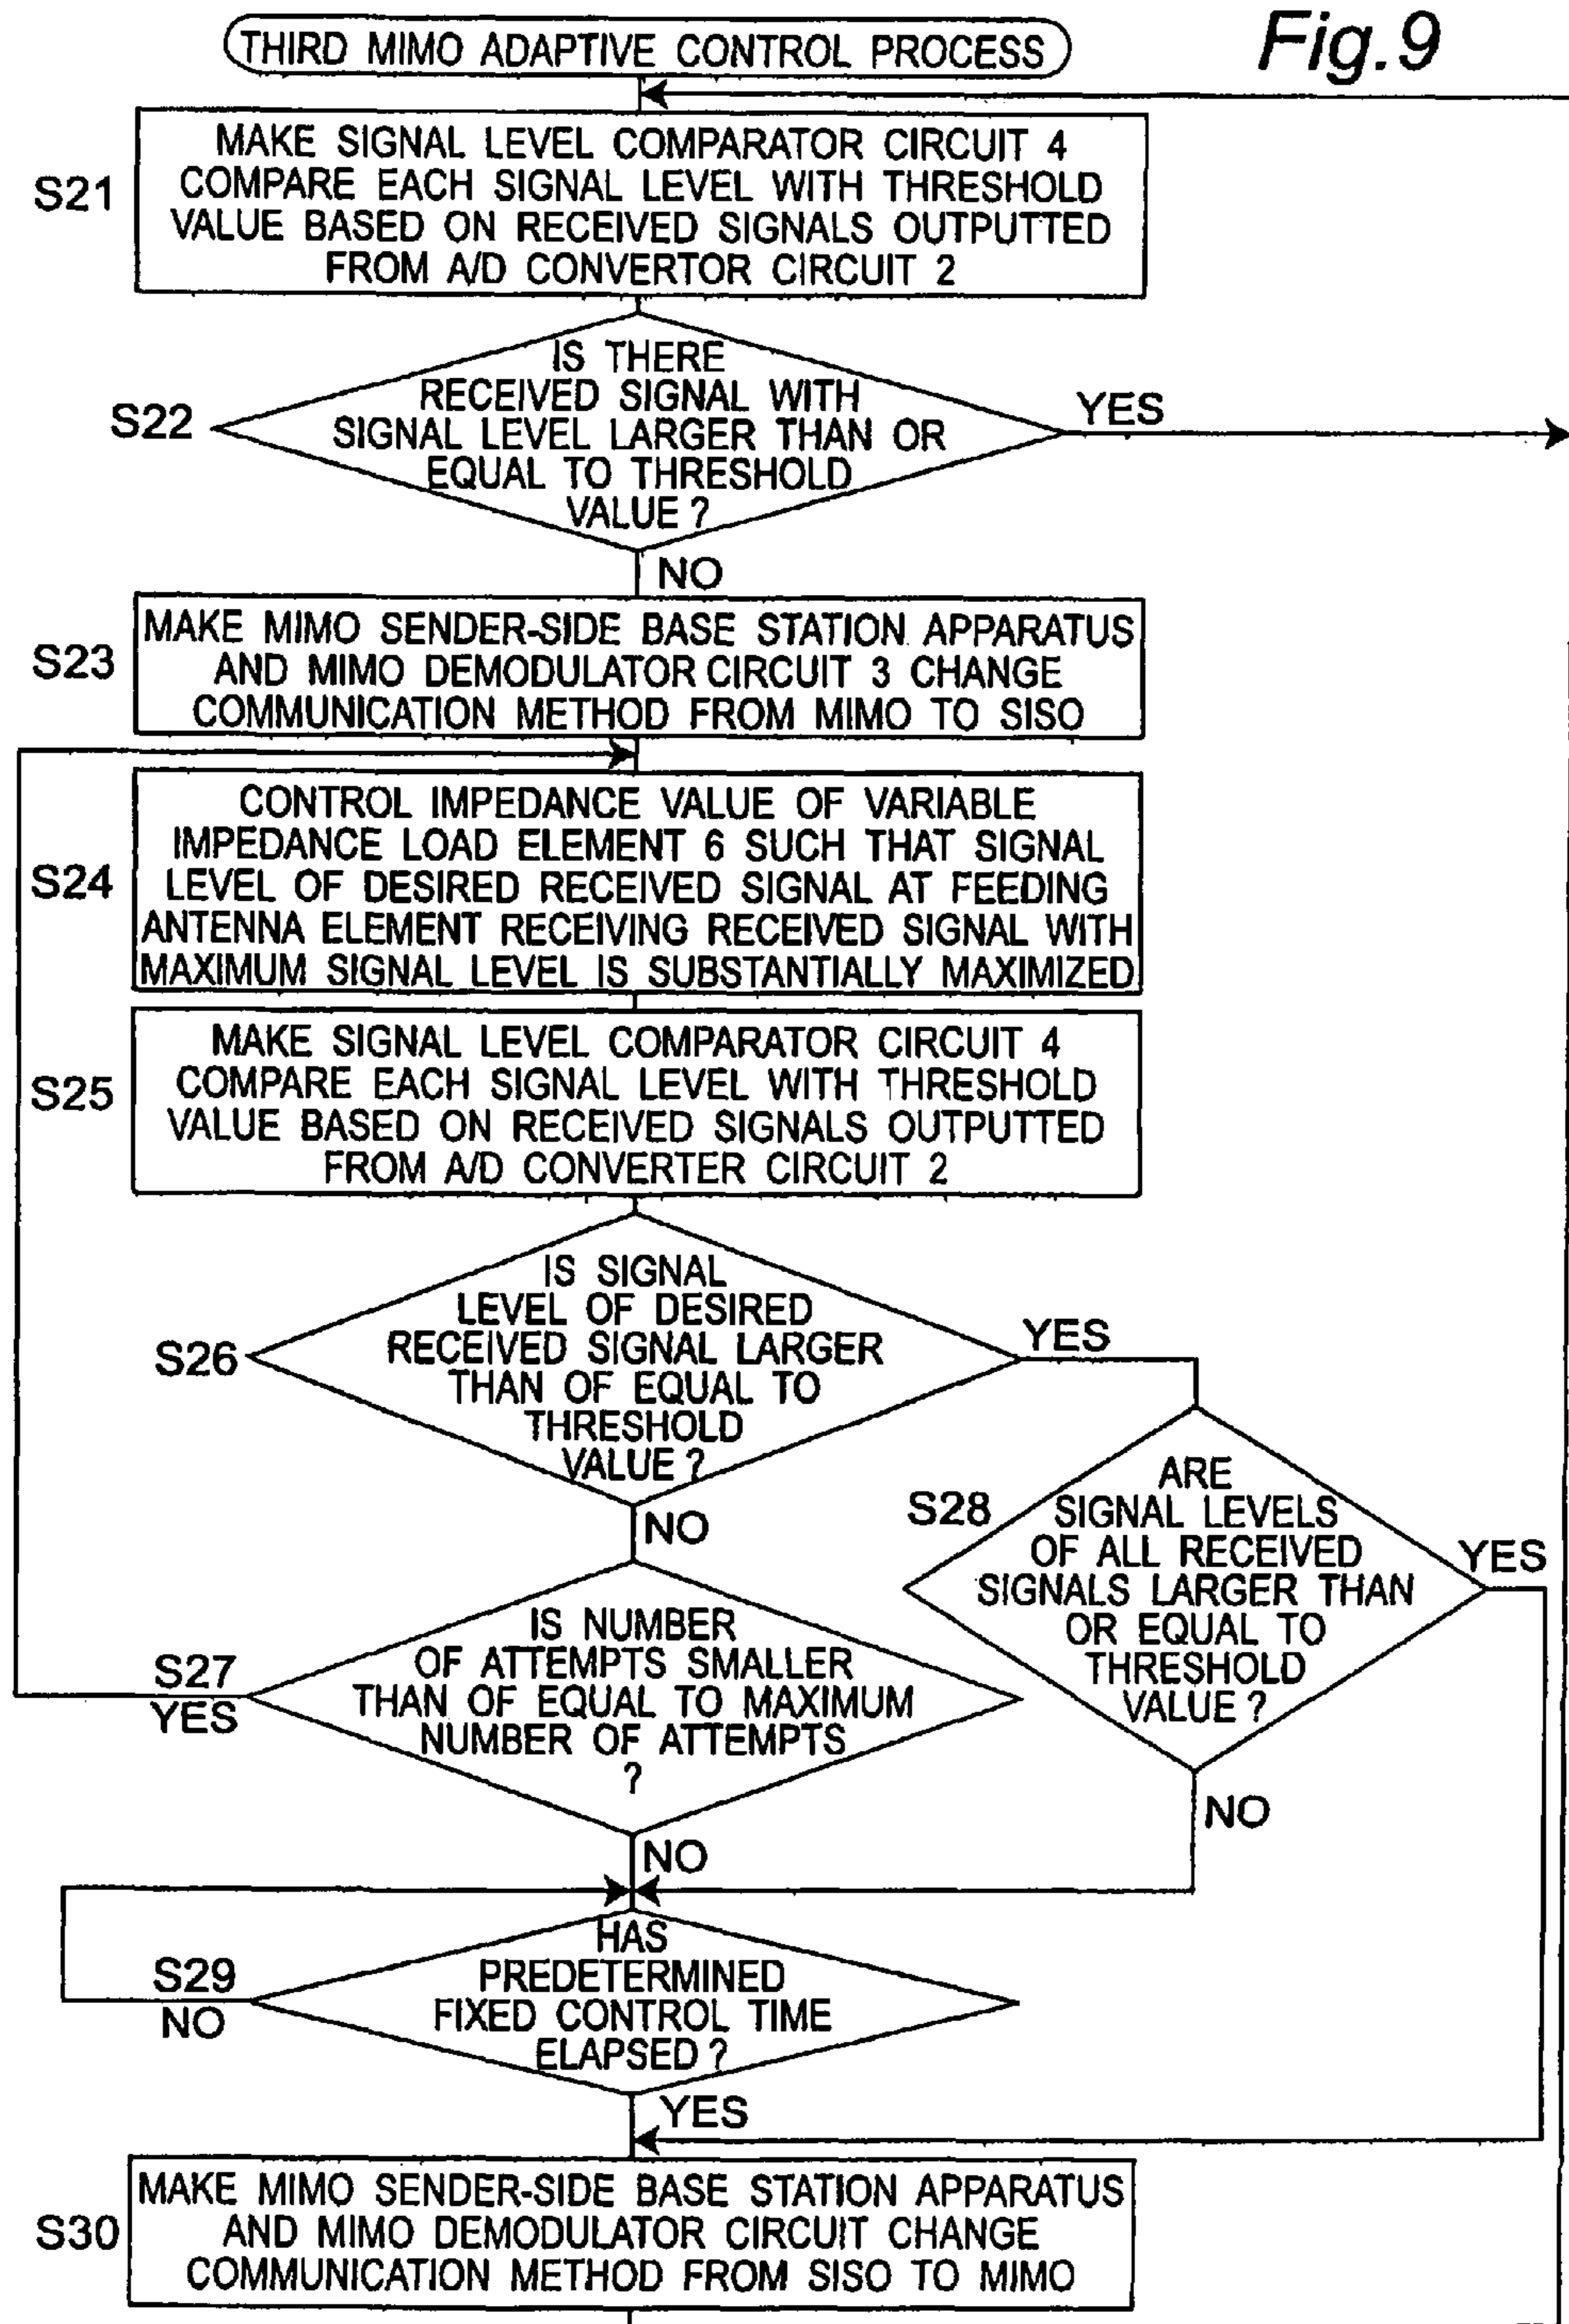 Fig.9
THIRD MIMO ADAPTIVE CONTROL PROCESS
S21
MAKE SIGNAL LEVEL COMPARATOR CIRCUIT 4
COMPARE EACH SIGNAL LEVEL WITH THRESHOLD
VALUE BASED ON RECEIVED SIGNALS OUTPUTTED
FROM A/D CONVERTOR CIRCUIT 2
S22
IS THERE
RECEIVED SIGNAL WITH
SIGNAL LEVEL LARGER THAN OR
EQUAL TO THRESHOLD
VALUE ?
YES
NO
S23
MAKE MIMO SENDER-SIDE BASE STATION APPARATUS
AND MIMO DEMODULATOR CIRCUIT 3 CHANGE
COMMUNICATION METHOD FROM MIMO TO SISO
S24
CONTROL IMPEDANCE VALUE OF VARIABLE
IMPEDANCE LOAD ELEMENT 6 SUCH THAT SIGNAL
LEVEL OF DESIRED RECEIVED SIGNAL AT FEEDING
ANTENNA ELEMENT RECEIVING RECEIVED SIGNAL WITH
MAXIMUM SIGNAL LEVEL IS SUBSTANTIALLY MAXIMIZED
S25
MAKE SIGNAL LEVEL COMPARATOR CIRCUIT 4
COMPARE EACH SIGNAL LEVEL WITH THRESHOLD
VALUE BASED ON RECEIVED SIGNALS OUTPUTTED
FROM A/D CONVERTER CIRCUIT 2
S26
IS SIGNAL
LEVEL OF DESIRED
RECEIVED SIGNAL LARGER
THAN OF EQUAL TO
THRESHOLD
VALUE ?
YES
NO
S28
ARE
SIGNAL LEVELS
OF ALL RECEIVED
SIGNALS LARGER THAN
OR EQUAL TO
THRESHOLD
VALUE ?
YES
NO
S27
YES
IS NUMBER
OF ATTEMPTS SMALLER
THAN OF EQUAL TO MAXIMUM
NUMBER OF ATTEMPTS
?
NO
S29
NO
HAS
PREDETERMINED
FIXED CONTROL TIME
ELAPSED ?
YES
S30
MAKE MIMO SENDER-SIDE BASE STATION APPARATUS
AND MIMO DEMODULATOR CIRCUIT CHANGE
COMMUNICATION METHOD FROM SISO TO MIMO